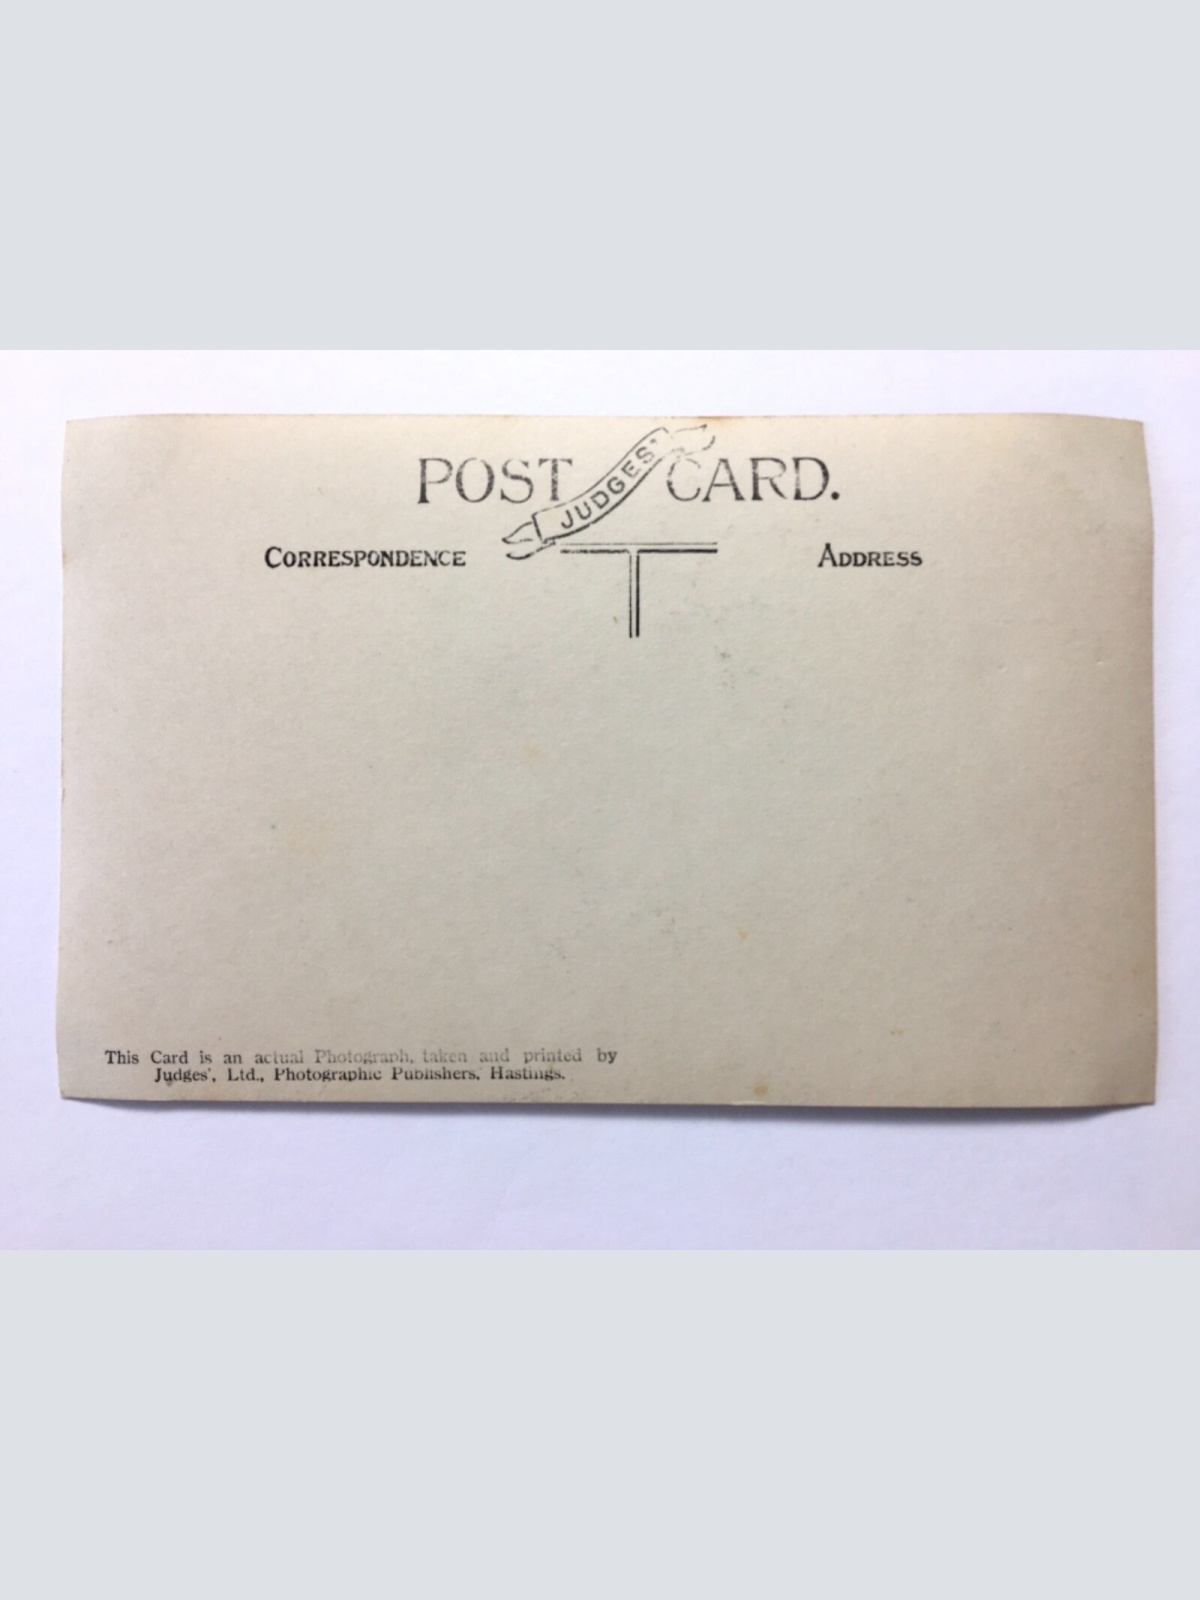 POST JUDGES' CARD.
CORRESPONDENCE ADDRESS
This Card is an actual Photograph, taken and printed by
Judges', Ltd., Photographic Publishers, Hastings.